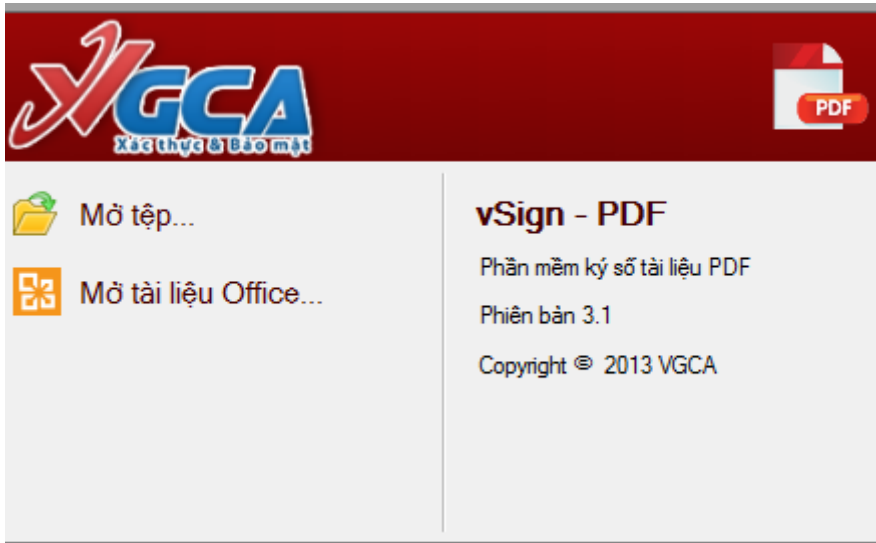 VGCA
Xác thực & Bảo mật
PDF
Mở tệp...
Mở tài liệu Office...
vSign - PDF
Phần mềm ký số tài liệu PDF
Phiên bản 3.1
Copyright © 2013 VGCA